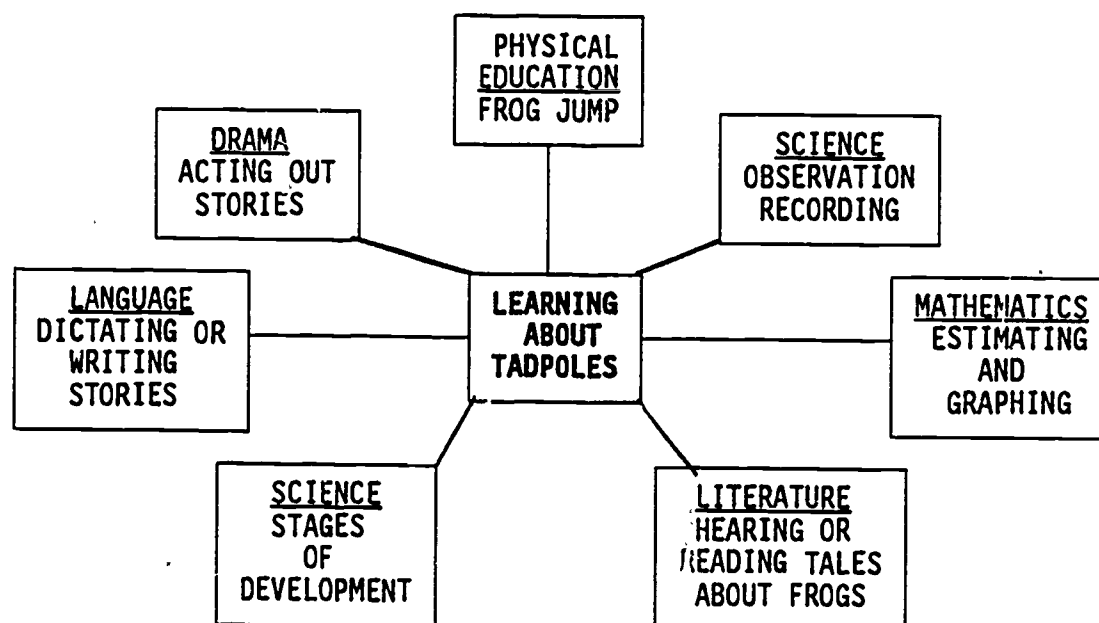 PHYSICAL
EDUCATION
FROG JUMP
DRAMA
ACTING OUT
STORIES
SCIENCE
OBSERVATION
RECORDING
LANGUAGE
DICTATING OR
WRITING
STORIES
LEARNING
ABOUT
TADPOLES
MATHEMATICS
ESTIMATING
AND
GRAPHING
SCIENCE
STAGES
OF
DEVELOPMENT
LITERATURE
HEARING OR
READING TALES
ABOUT FROGS